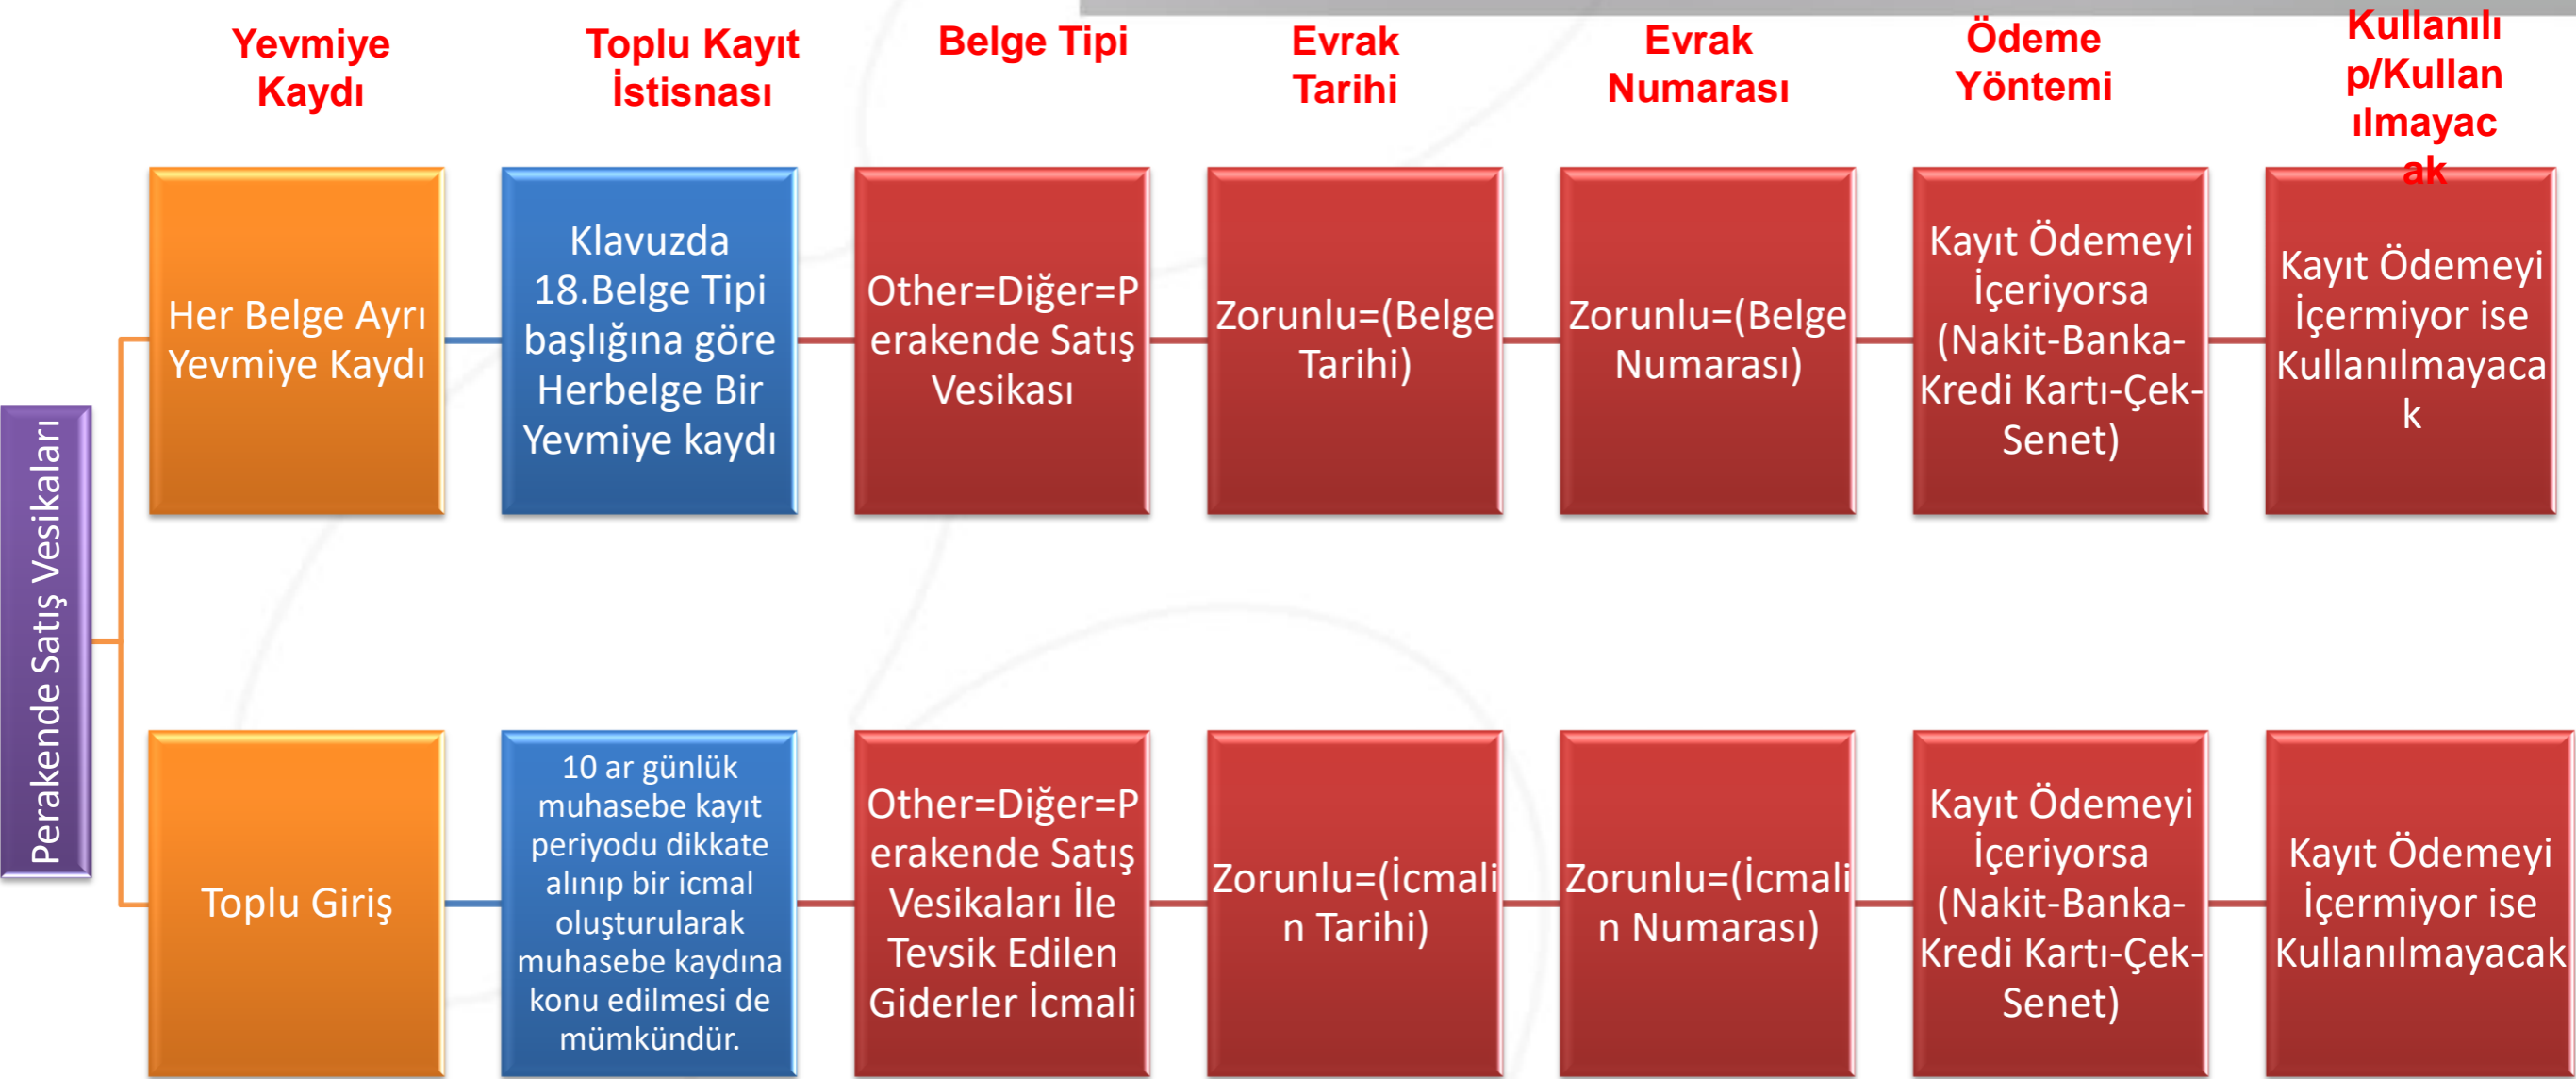 Yevmiye
Kaydı
Toplu Kayıt
İstisnası
Belge Tipi
Evrak
Tarihi
Evrak
Numarası
Ödeme
Yöntemi
Kullanılı
p/Kullan
ılmayac
ak
Perakende Satış Vesikaları
Her Belge Ayrı
Yevmiye Kaydı
Klavuzda
18.Belge Tipi
başlığına göre
Herbelge Bir
Yevmiye kaydı
Other=Diğer=P
erakende Satış
Vesikası
Zorunlu=(Belge
Tarihi)
Zorunlu=(Belge
Numarası)
Kayıt Ödemeyi
İçeriyorsa
(Nakit-Banka-
Kredi Kartı-Çek-
Senet)
Kayıt Ödemeyi
İçermiyor ise
Kullanılmayaca
k
Toplu Giriş
10 ar günlük
muhasebe kayıt
periyodu dikkate
alınıp bir icmal
oluşturularak
muhasebe kaydına
konu edilmesi de
mümkündür.
Other=Diğer=P
erakende Satış
Vesikaları İle
Tevsik Edilen
Giderler İcmali
Zorunlu=(İcmali
n Tarihi)
Zorunlu=(İcmali
n Numarası)
Kayıt Ödemeyi
İçeriyorsa
(Nakit-Banka-
Kredi Kartı-Çek-
Senet)
Kayıt Ödemeyi
İçermiyor ise
Kullanılmayacak